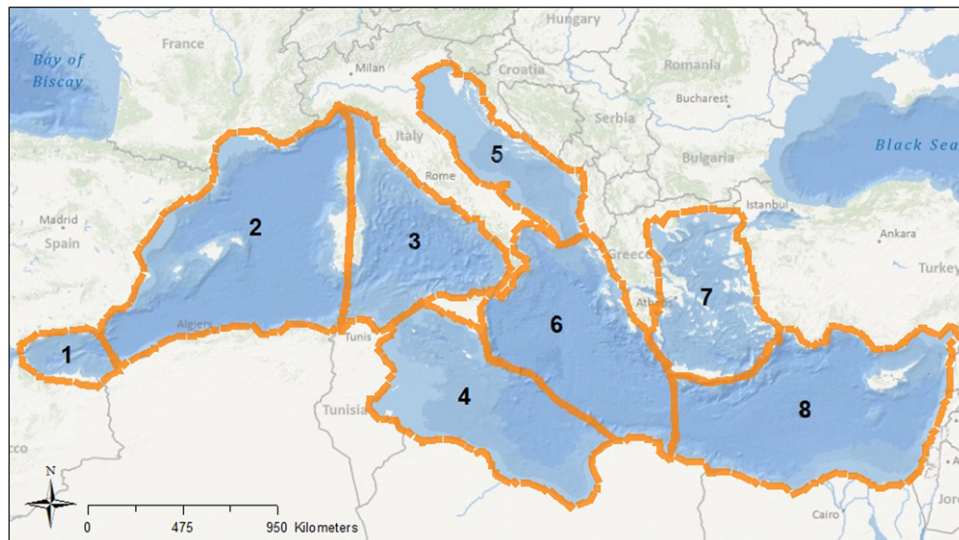 Hungary
France
Bay of
Biscay
Milan
Croatia
Romania
Bucharest
Serbia
Italy
Black Sea
5
Bulgaria
Rome
Istanbul
Madrid
Spain
2
3
Ankara
Greece
Turkey
7
Athens
6
Algiers
Tunis
1
4
Tunisia
8
N
0 475 950 Kilometers
Cairo